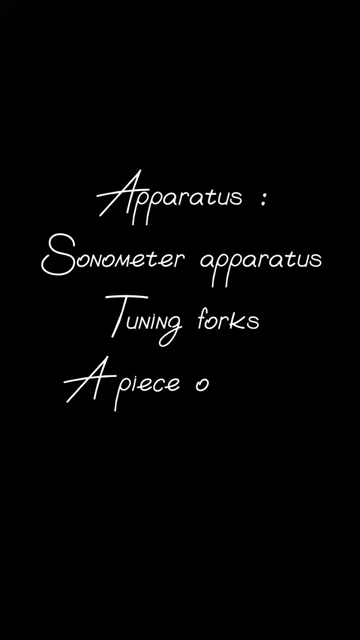 Apparatus :
Sonometer apparatus
Tuning forks
A piece o